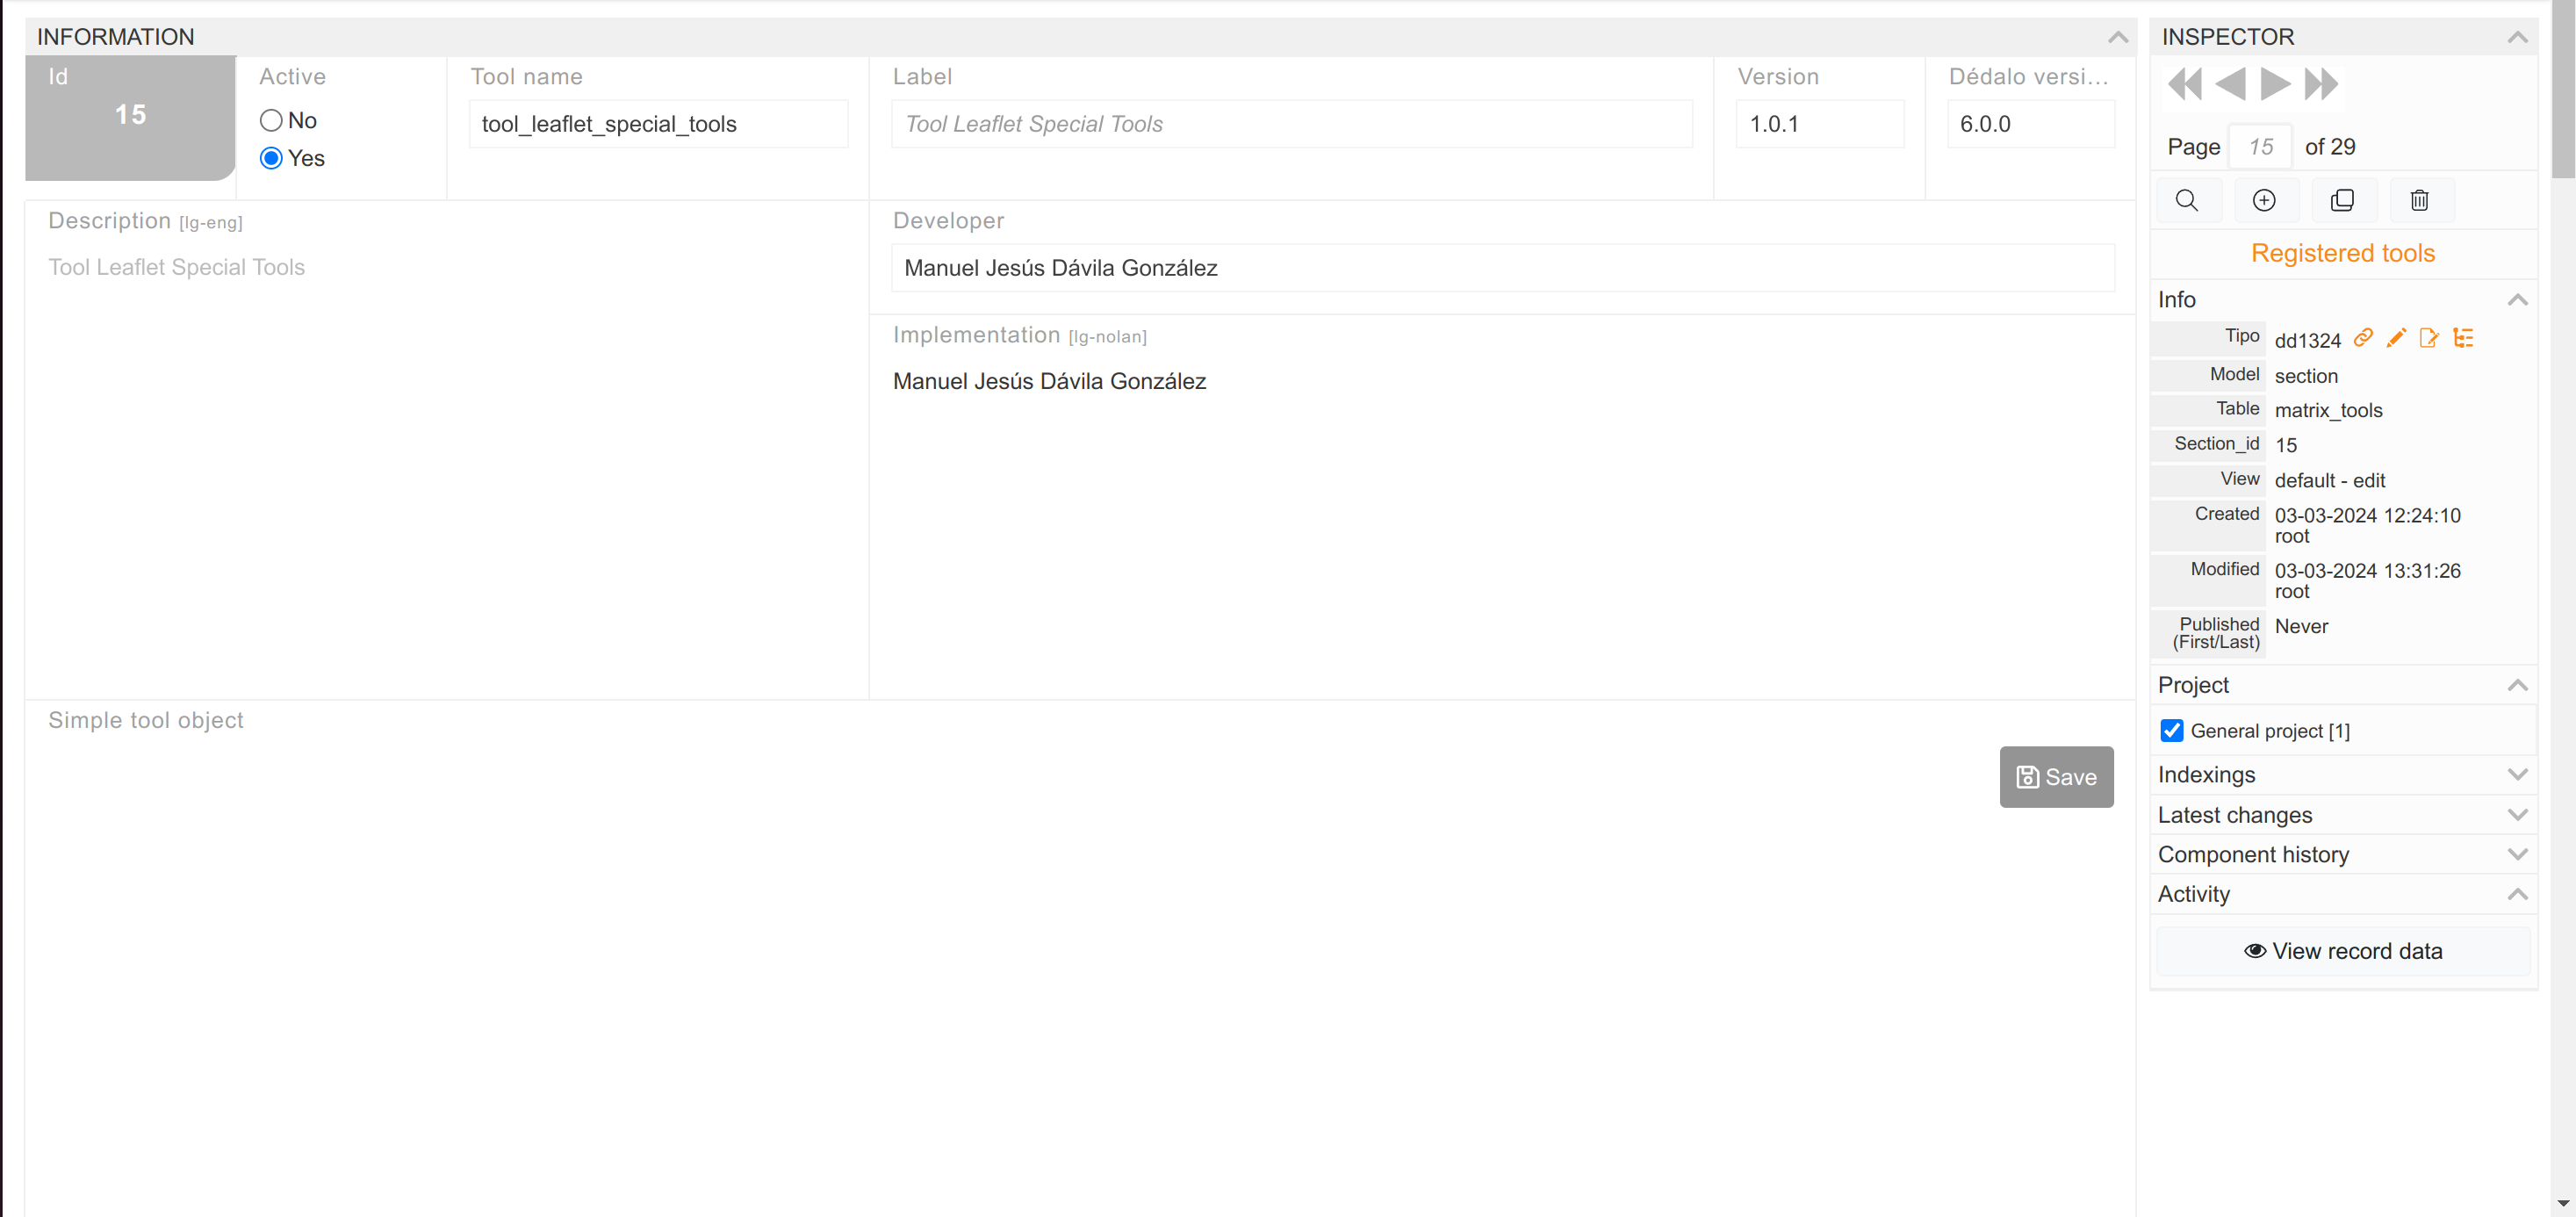 INFORMATION
Id
15
Active
No
Yes
Tool name
tool_leaflet_special_tools
Label
Tool Leaflet Special Tools
Version
1.0.1
Dédalo versi...
6.0.0
Description [lg-eng]
Tool Leaflet Special Tools
Developer
Manuel Jesús Dávila González
Implementation [lg-nolan]
Manuel Jesús Dávila González
Simple tool object
Save
INSPECTOR
Page 15 of 29
Registered tools
Info
Tipo dd1324
Model section
Table matrix_tools
Section_id 15
View default - edit
Created 03-03-2024 12:24:10
root
Modified 03-03-2024 13:31:26
root
Published Never
(First/Last)
Project
General project [1]
Indexings
Latest changes
Component history
Activity
View record data